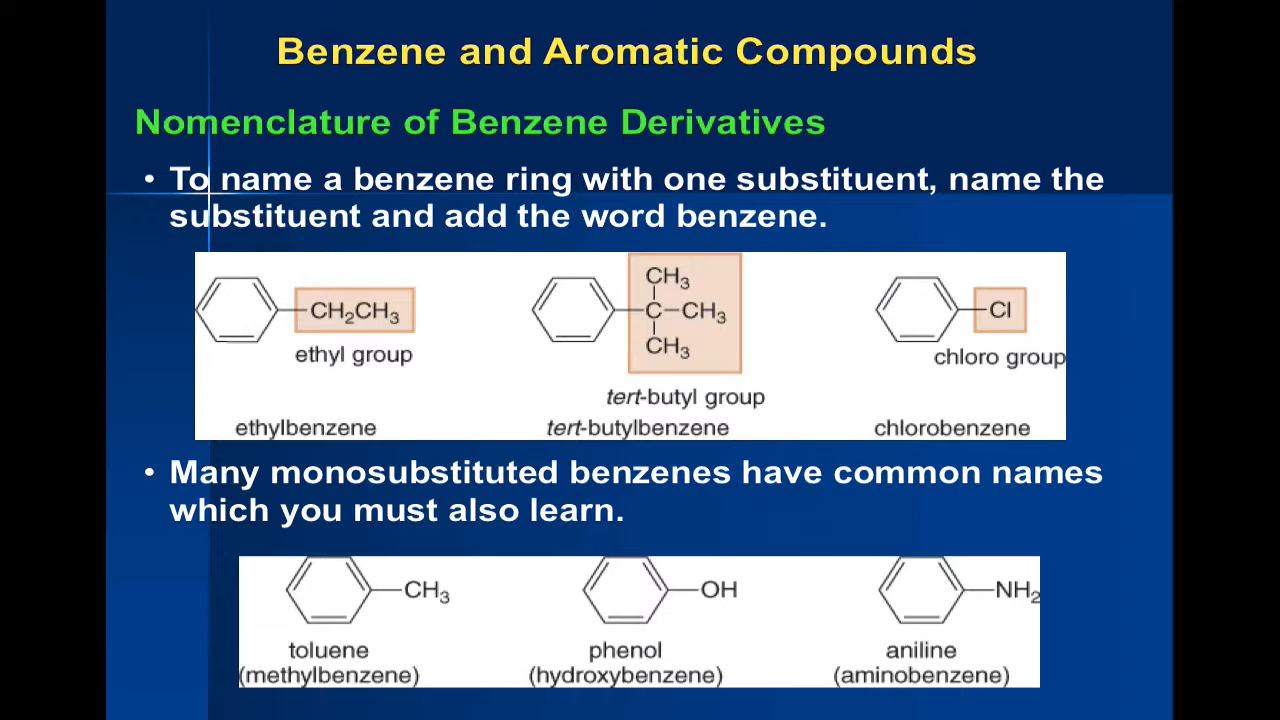 Benzene and Aromatic Compounds
Nomenclature of Benzene Derivatives
• To name a benzene ring with one substituent, name the
substituent and add the word benzene.
CH₃
CH₂CH₃ C–CH₃ Cl
CH₃
ethyl group chloro group
tert-butyl group
ethylbenzene tert-butylbenzene chlorobenzene
• Many monosubstituted benzenes have common names
which you must also learn.
CH₃ OH NH₂
toluene phenol aniline
(methylbenzene) (hydroxybenzene) (aminobenzene)